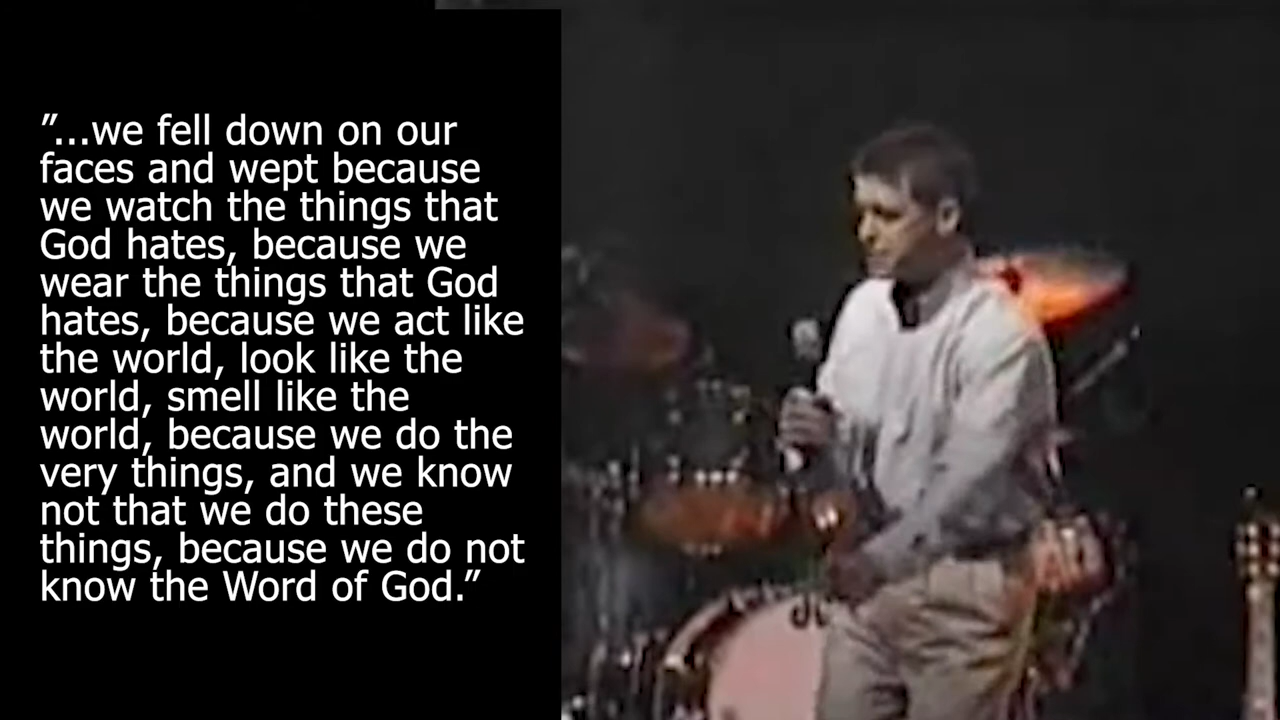 "...we fell down on our
faces and wept because
we watch the things that
God hates, because we
wear the things that God
hates, because we act like
the world, look like the
world, smell like the
world, because we do the
very things, and we know
not that we do these
things, because we do not
know the Word of God."